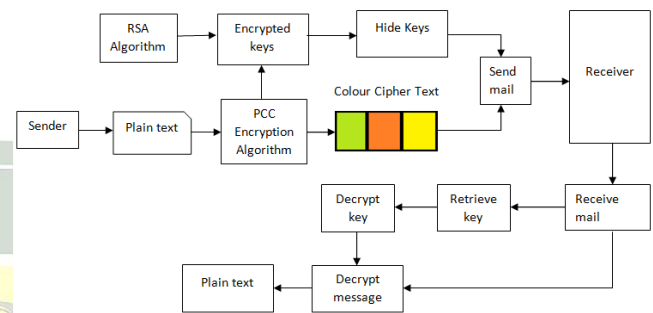 RSA
Algorithm
Encrypted
keys
Hide Keys
Send
mail
Receiver
Colour Cipher Text
Sender
Plain text
PCC
Encryption
Algorithm
Decrypt
key
Retrieve
key
Receive
mail
Plain text
Decrypt
message